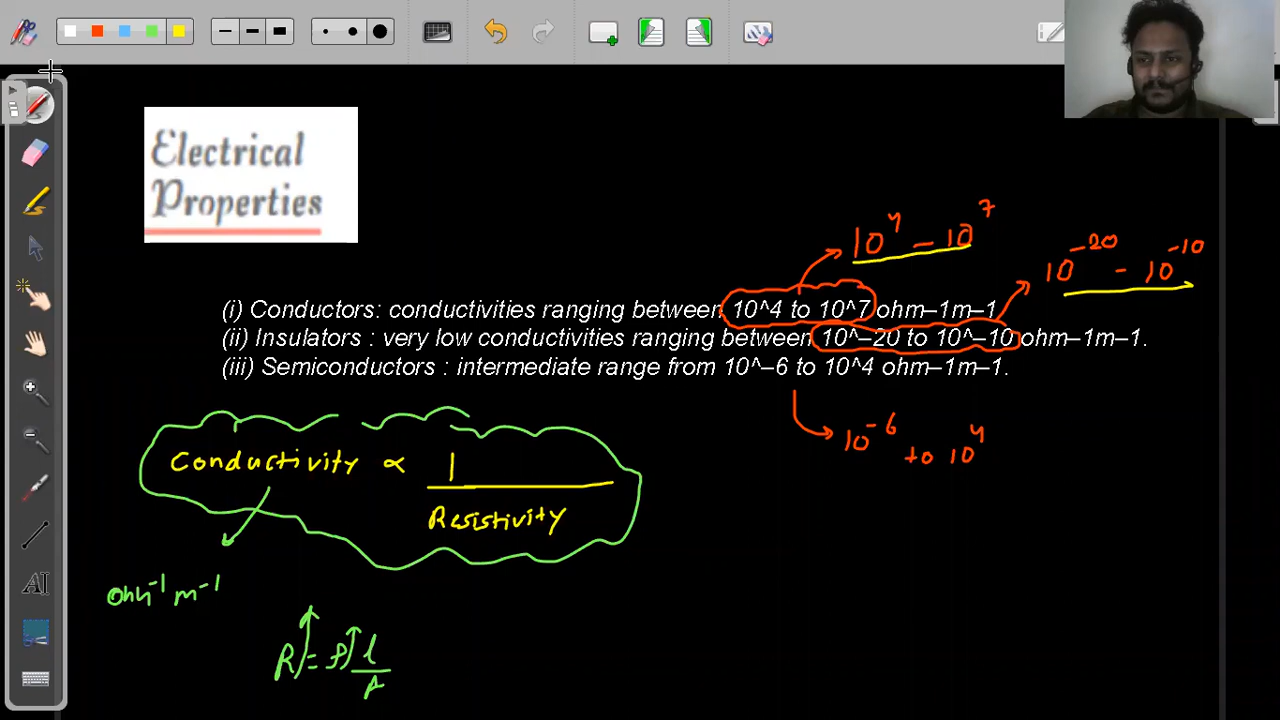 Electrical
Properties
10^4 – 10^7
10^-20 - 10^-10
(i) Conductors: conductivities ranging between 10^4 to 10^7 ohm–1m–1.
(ii) Insulators : very low conductivities ranging between 10^–20 to 10^–10 ohm–1m–1.
(iii) Semiconductors : intermediate range from 10^–6 to 10^4 ohm–1m–1.
10^-6 to 10^4
Conductivity ∝ 1
Resistivity
ohm^-1 m^-1
R = ρ l
A